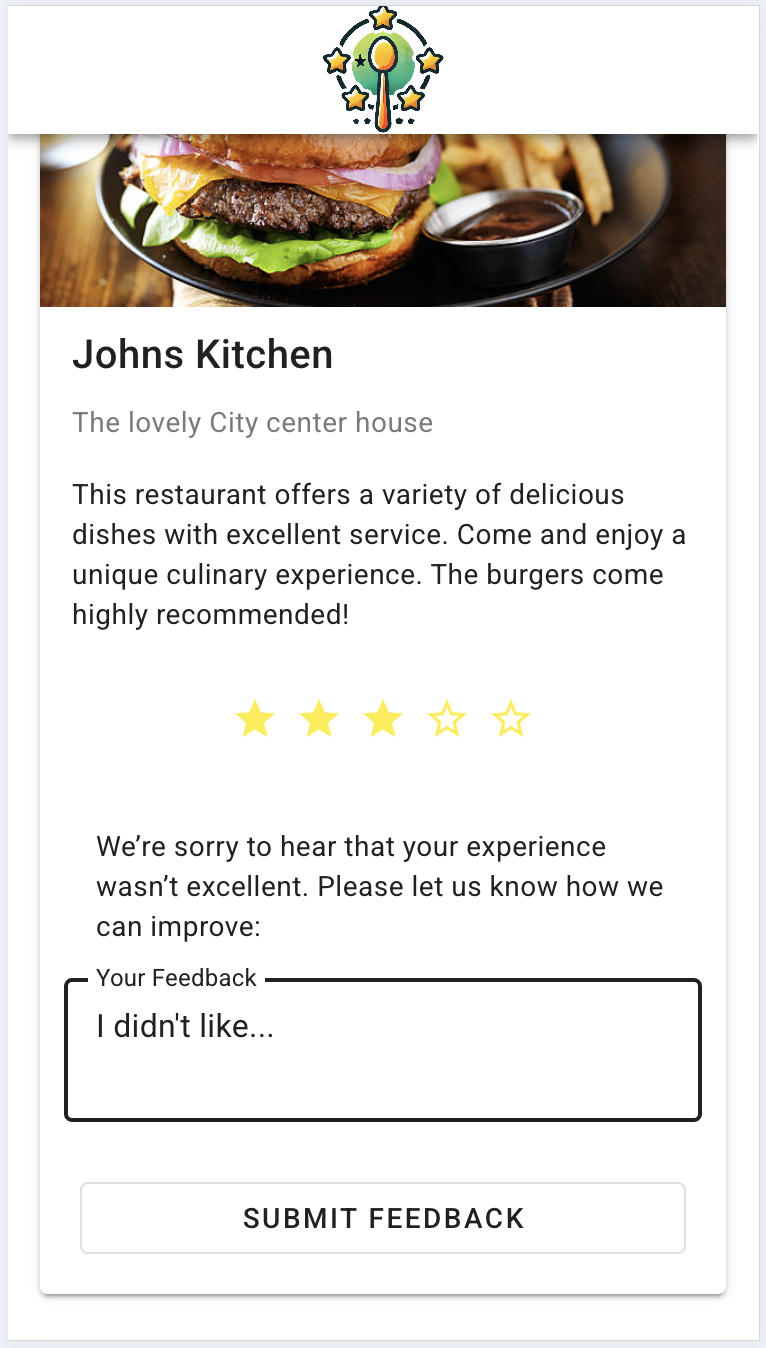 Johns Kitchen
The lovely City center house
This restaurant offers a variety of delicious
dishes with excellent service. Come and enjoy a
unique culinary experience. The burgers come
highly recommended!
We’re sorry to hear that your experience
wasn’t excellent. Please let us know how we
can improve:
Your Feedback
I didn't like...
SUBMIT FEEDBACK